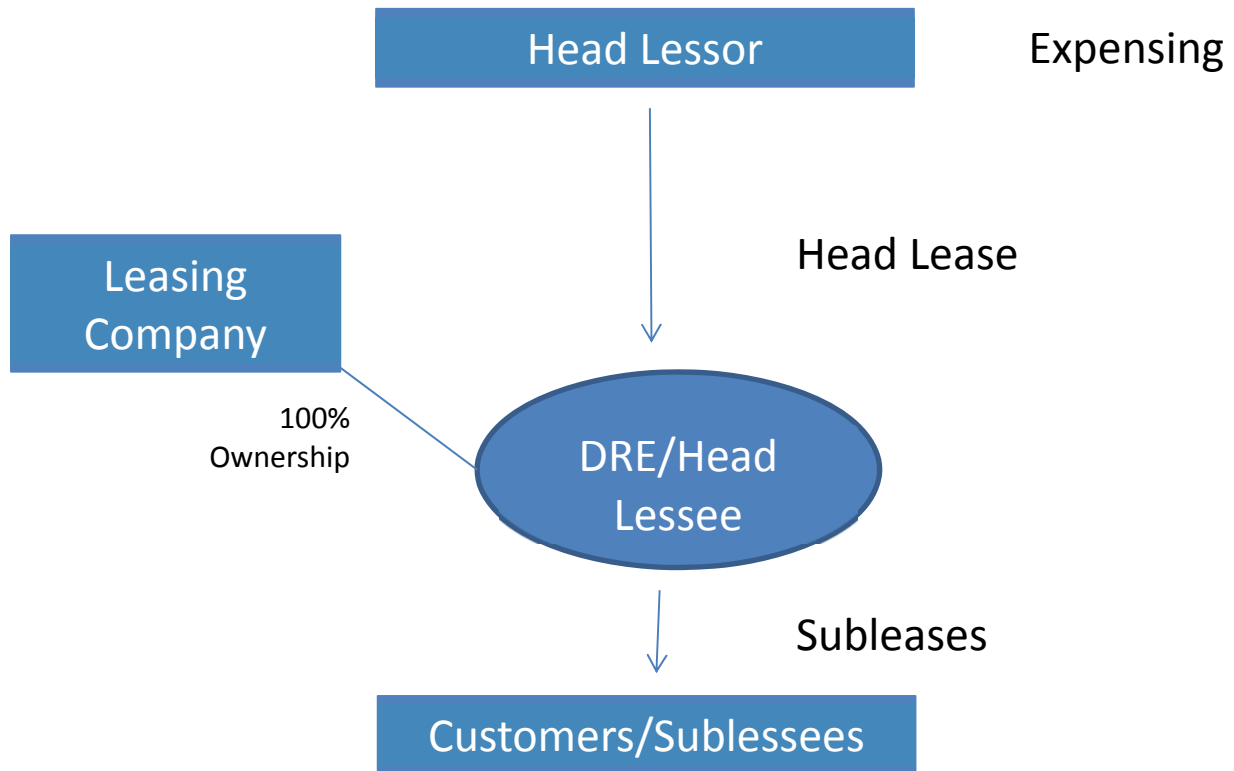 Head Lessor
Expensing
Head Lease
Leasing
Company
100%
Ownership
DRE/Head
Lessee
Subleases
Customers/Sublessees